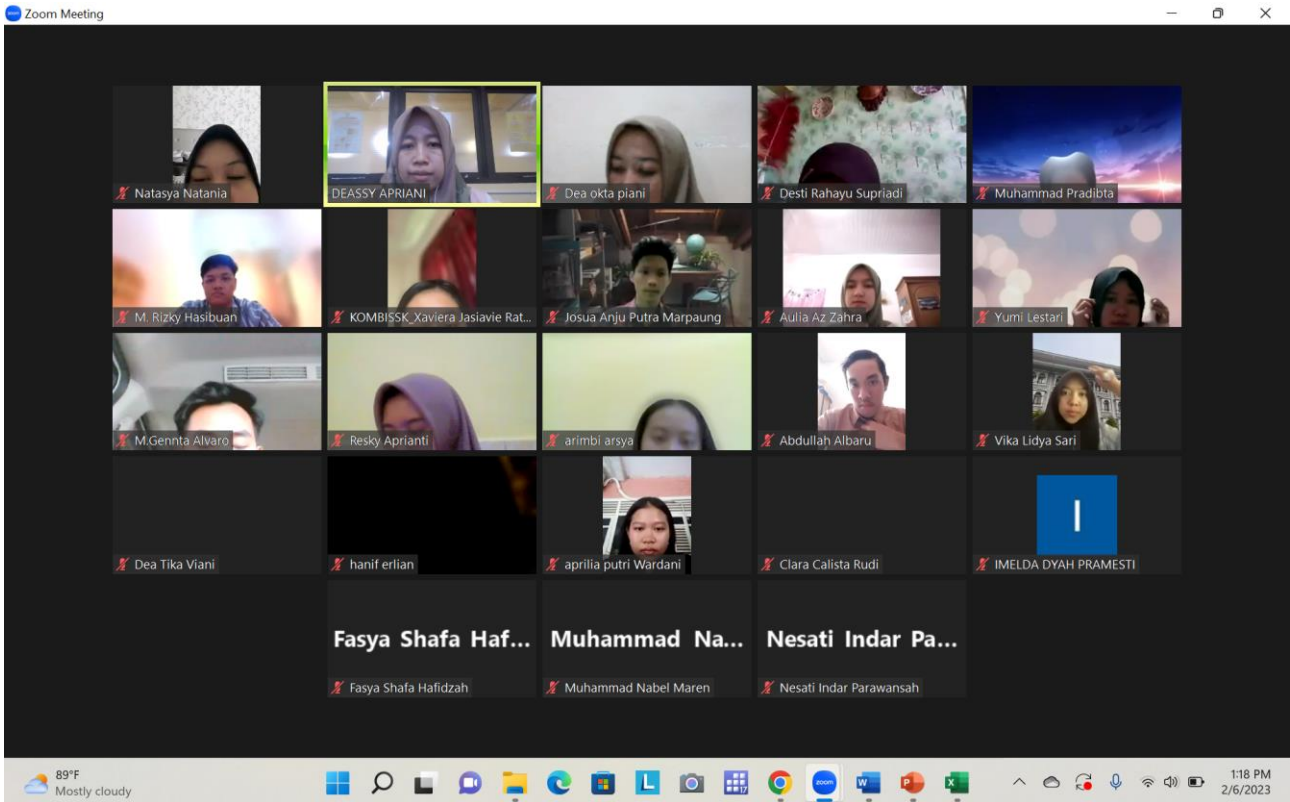 Zoom Meeting
Natasya Natania
DEASSY APRIANI
Dea okta piani
Desti Rahayu Supriadi
Muhammad Pradibta
M. Rizky Hasibuan
KOMBISSK_Xaviera Jasiavie Rat...
Josua Anju Putra Marpaung
Aulia Az Zahra
Yumi Lestari
M.Gennta Alvaro
Resky Aprianti
arimbi arsya
Abdullah Albaru
Vika Lidya Sari
Dea Tika Viani
hanif erlian
aprilia putri Wardani
Clara Calista Rudi
I
IMELDA DYAH PRAMESTI
Fasya Shafa Haf...
Muhammad Na...
Nesati Indar Pa...
Fasya Shafa Hafidzah
Muhammad Nabel Maren
Nesati Indar Parawansah
89°F
Mostly cloudy
L
17
zoom
W
P
X
1:18 PM
2/6/2023